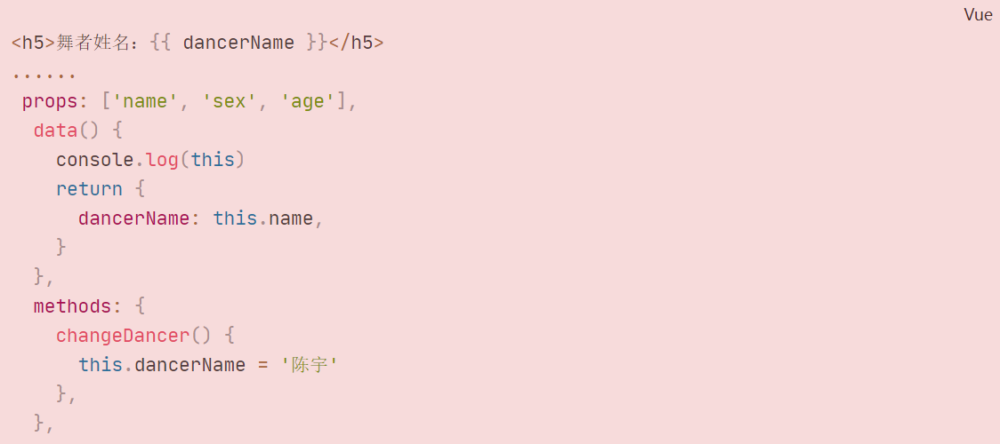 Vue
<h5>舞者姓名：{{ dancerName }}</h5>
......
 props: ['name', 'sex', 'age'],
  data() {
    console.log(this)
    return {
      dancerName: this.name,
    }
  },
  methods: {
    changeDancer() {
      this.dancerName = '陈宇'
    },
  },